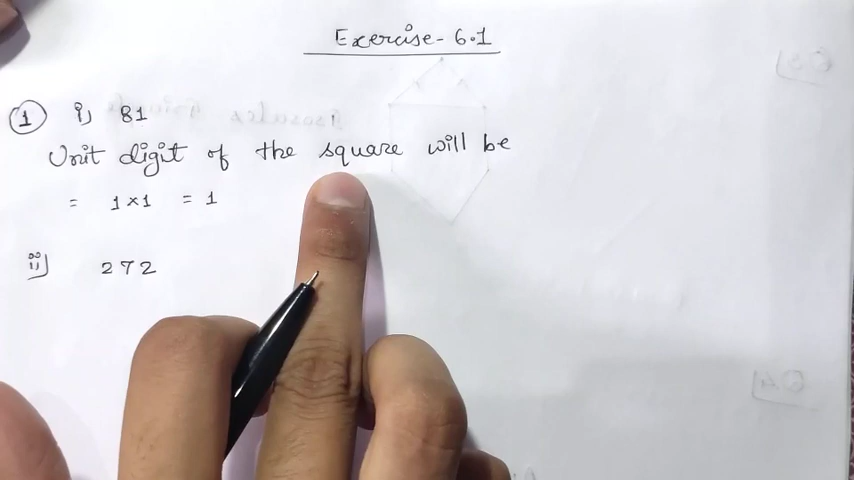 Exercise-6.1
① i) 81
Unit digit of the square will be
= 1×1 = 1
ii) 272